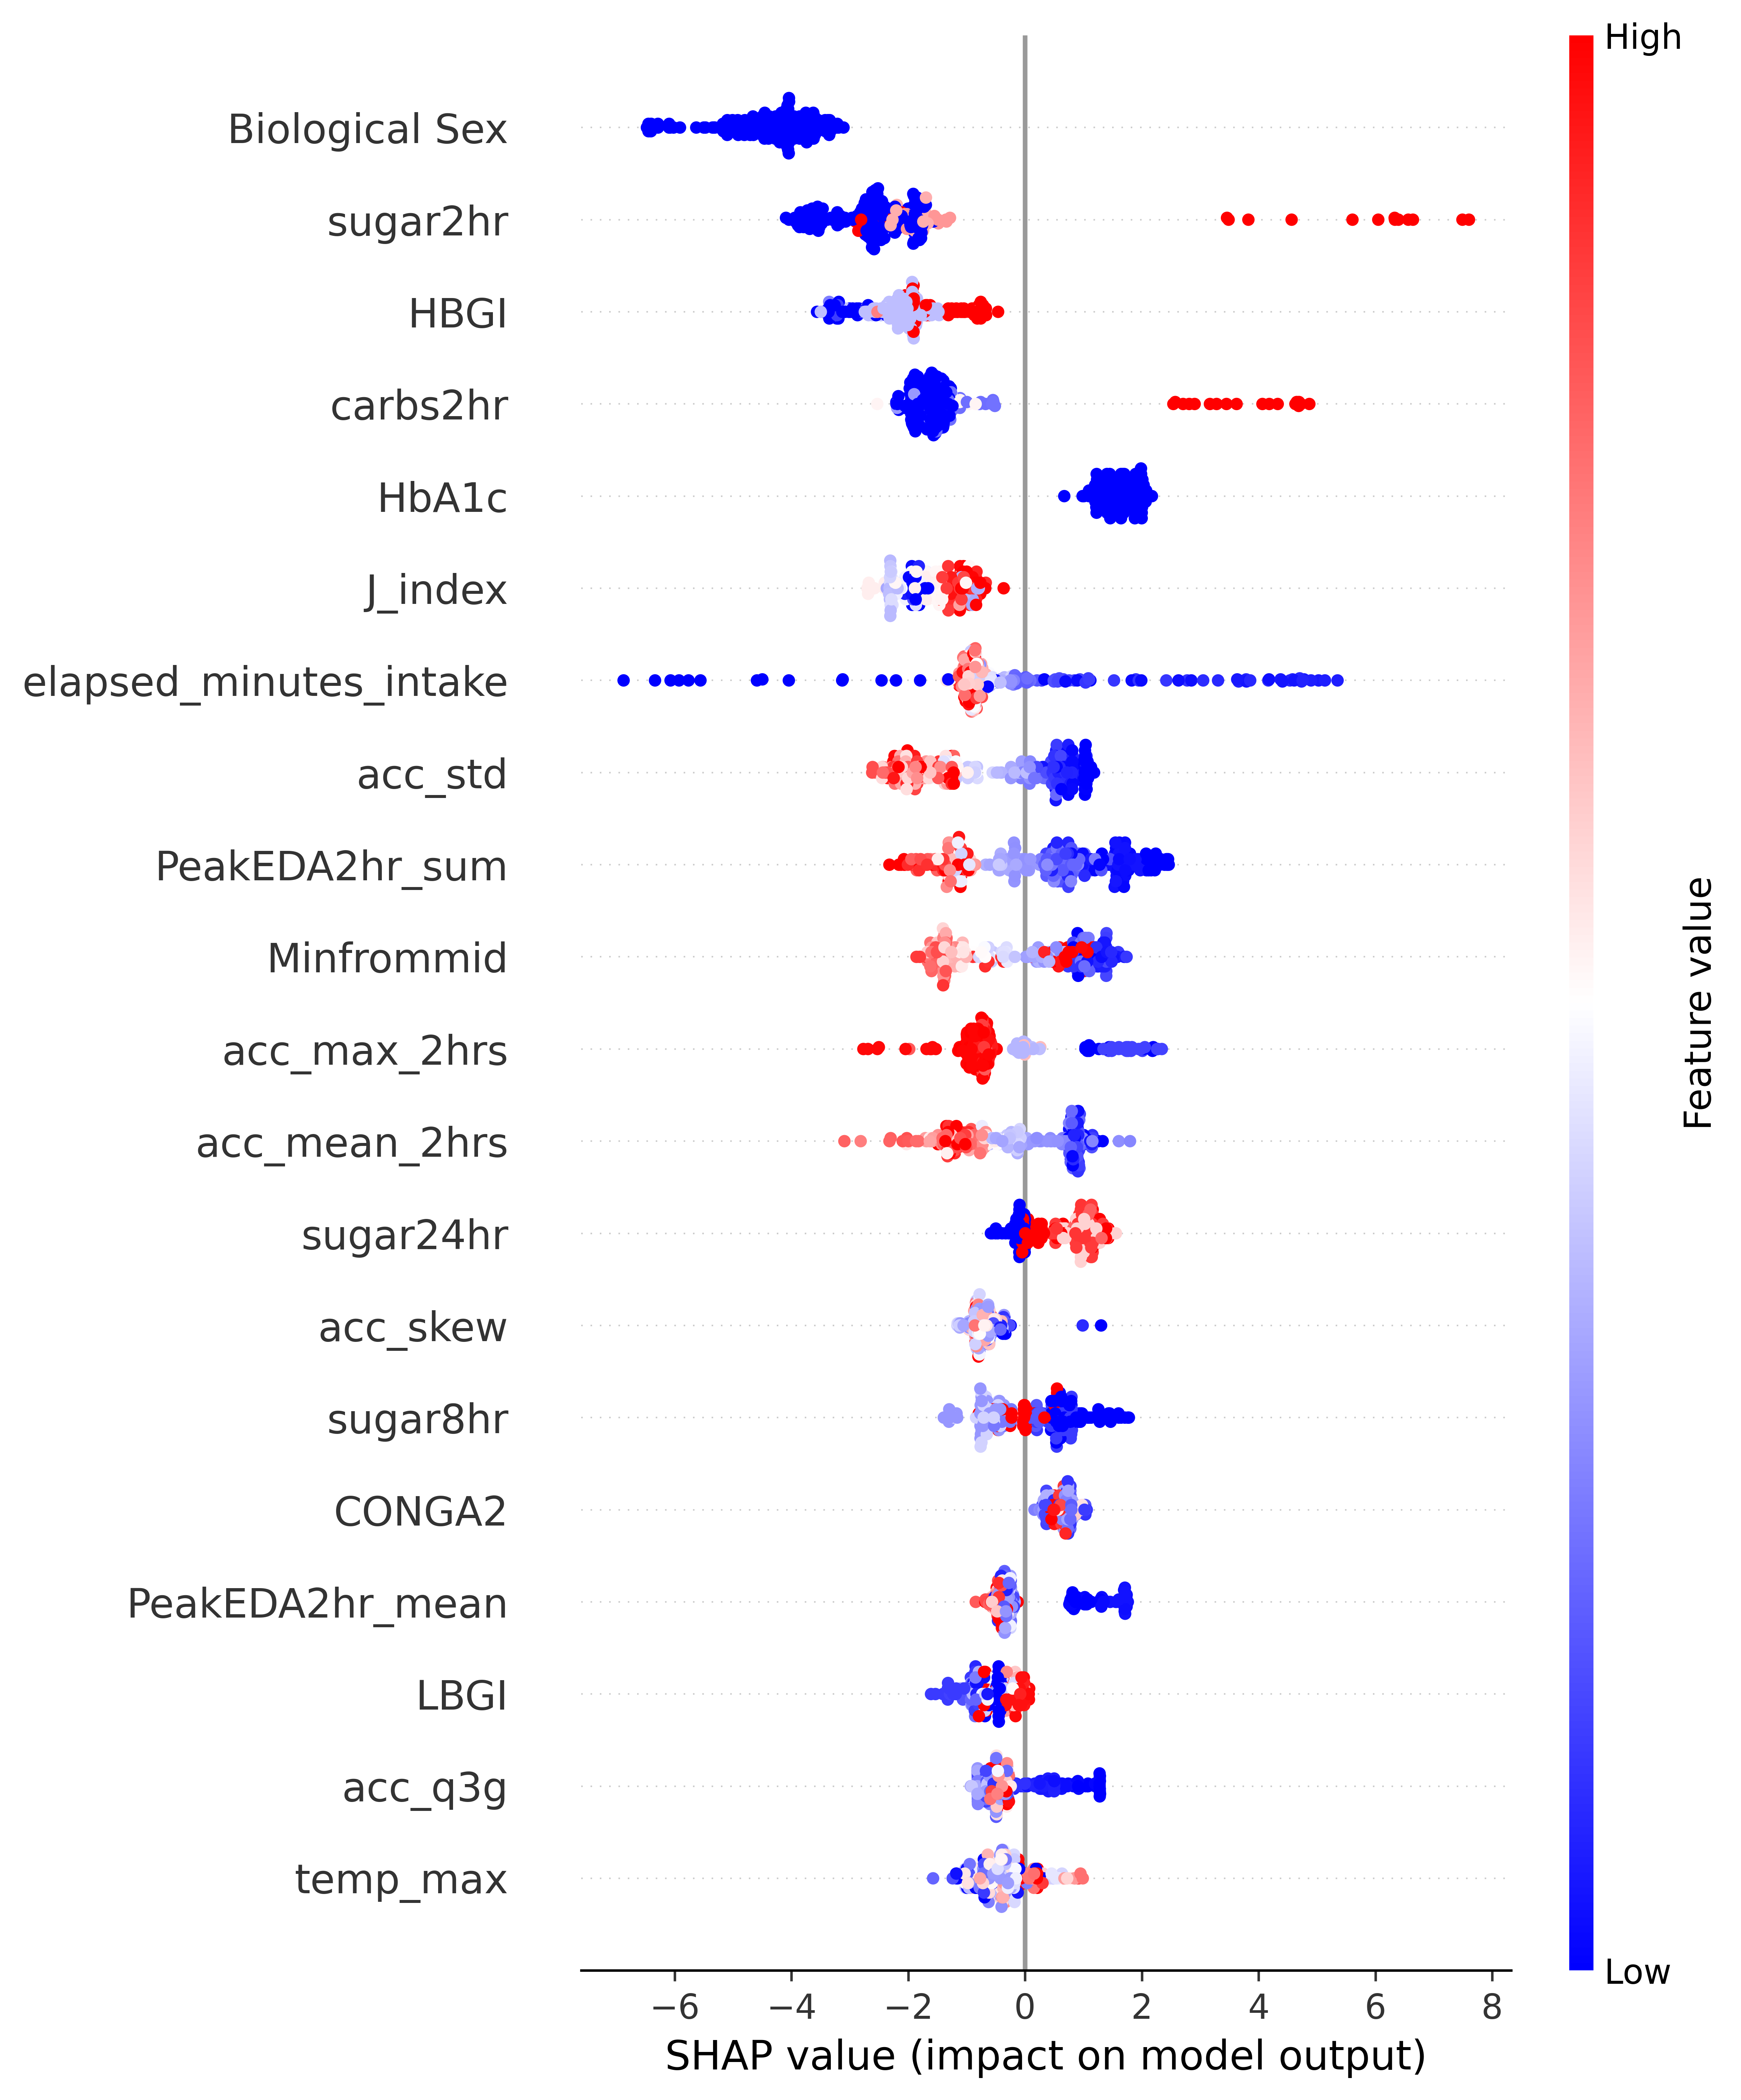 High
Biological Sex
sugar2hr
HBGI
carbs2hr
HbA1c
J_index
elapsed_minutes_intake
acc_std
PeakEDA2hr_sum
Minfrommid
acc_max_2hrs
acc_mean_2hrs
sugar24hr
acc_skew
sugar8hr
CONGA2
PeakEDA2hr_mean
LBGI
acc_q3g
temp_max
Feature value
Low
−6 −4 −2 0 2 4 6 8
SHAP value (impact on model output)